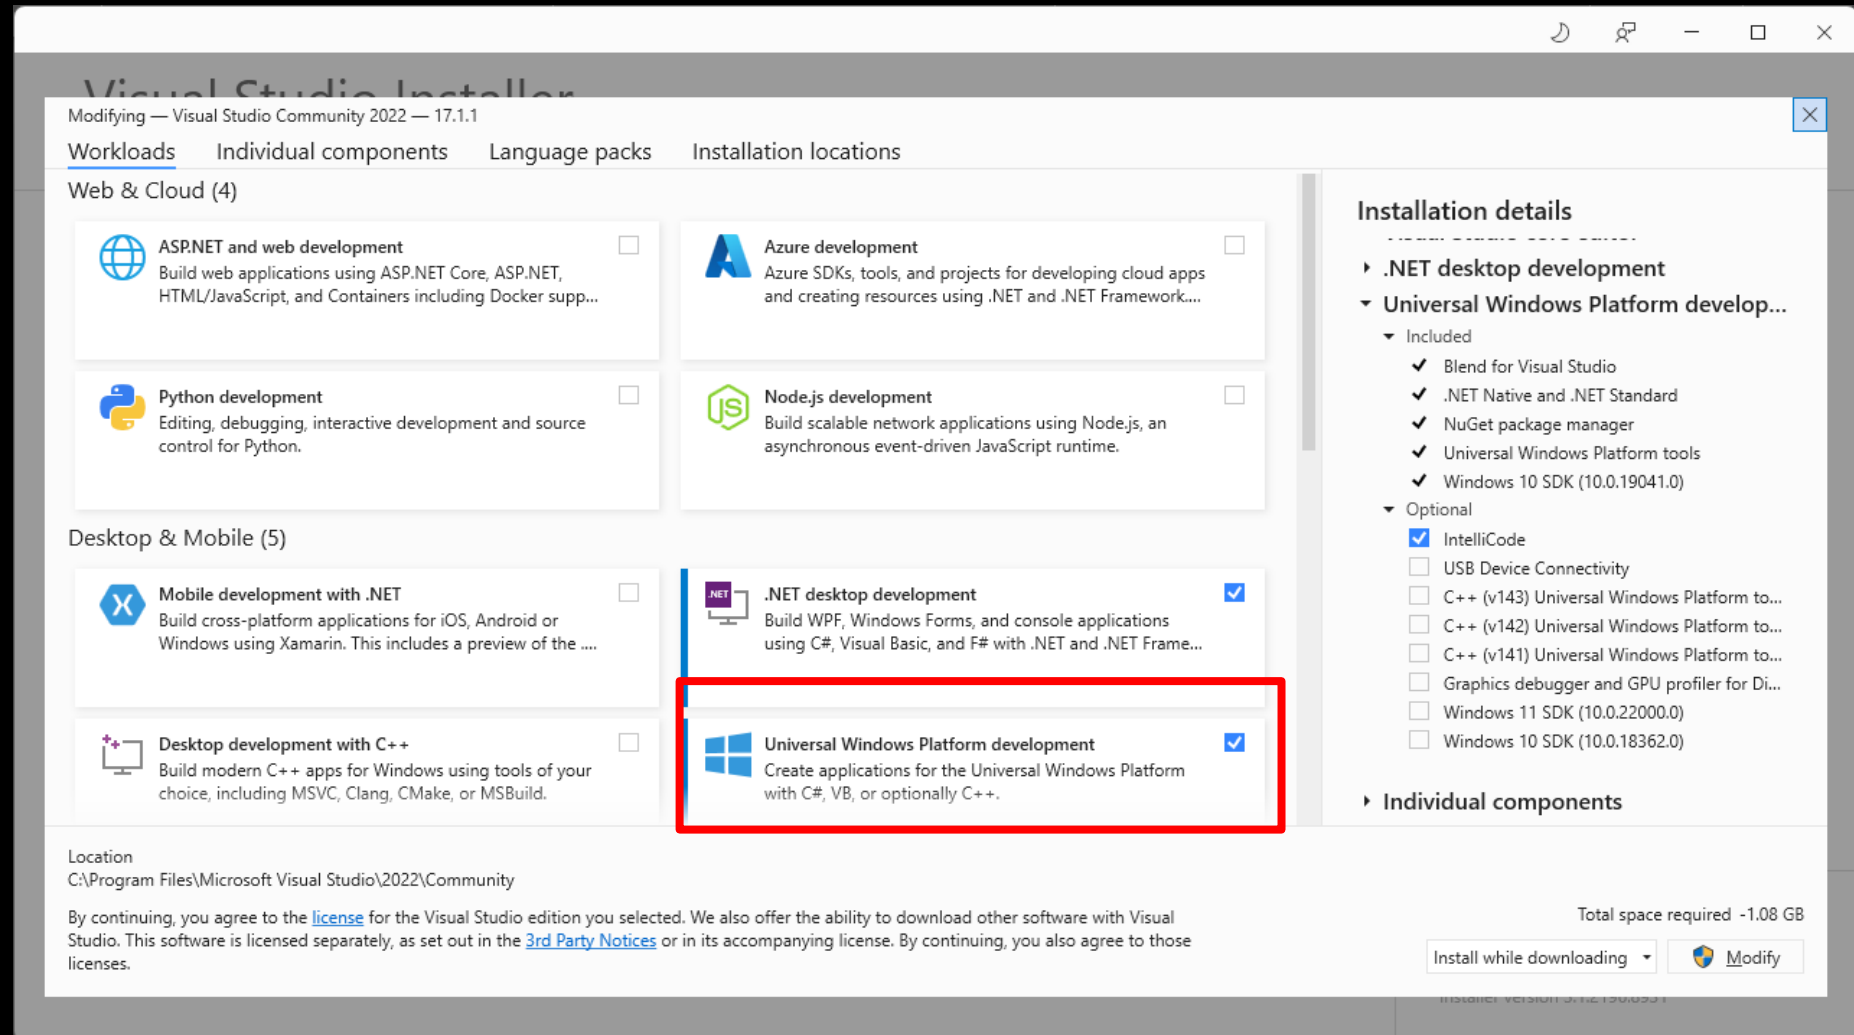 Visual Studio Installer
Modifying — Visual Studio Community 2022 — 17.1.1
Workloads Individual components Language packs Installation locations
Web & Cloud (4)
ASP.NET and web development
Build web applications using ASP.NET Core, ASP.NET,
HTML/JavaScript, and Containers including Docker supp...
Azure development
Azure SDKs, tools, and projects for developing cloud apps
and creating resources using .NET and .NET Framework....
Python development
Editing, debugging, interactive development and source
control for Python.
JS
Node.js development
Build scalable network applications using Node.js, an
asynchronous event-driven JavaScript runtime.
Desktop & Mobile (5)
Mobile development with .NET
Build cross-platform applications for iOS, Android or
Windows using Xamarin. This includes a preview of the ....
.NET
.NET desktop development
Build WPF, Windows Forms, and console applications
using C#, Visual Basic, and F# with .NET and .NET Frame...
Desktop development with C++
Build modern C++ apps for Windows using tools of your
choice, including MSVC, Clang, CMake, or MSBuild.
Universal Windows Platform development
Create applications for the Universal Windows Platform
with C#, VB, or optionally C++.
Installation details
.NET desktop development
Universal Windows Platform develop...
Included
Blend for Visual Studio
.NET Native and .NET Standard
NuGet package manager
Universal Windows Platform tools
Windows 10 SDK (10.0.19041.0)
Optional
IntelliCode
USB Device Connectivity
C++ (v143) Universal Windows Platform to...
C++ (v142) Universal Windows Platform to...
C++ (v141) Universal Windows Platform to...
Graphics debugger and GPU profiler for Di...
Windows 11 SDK (10.0.22000.0)
Windows 10 SDK (10.0.18362.0)
Individual components
Location
C:\Program Files\Microsoft Visual Studio\2022\Community
By continuing, you agree to the license for the Visual Studio edition you selected. We also offer the ability to download other software with Visual
Studio. This software is licensed separately, as set out in the 3rd Party Notices or in its accompanying license. By continuing, you also agree to those
licenses.
Total space required -1.08 GB
Install while downloading
Modify